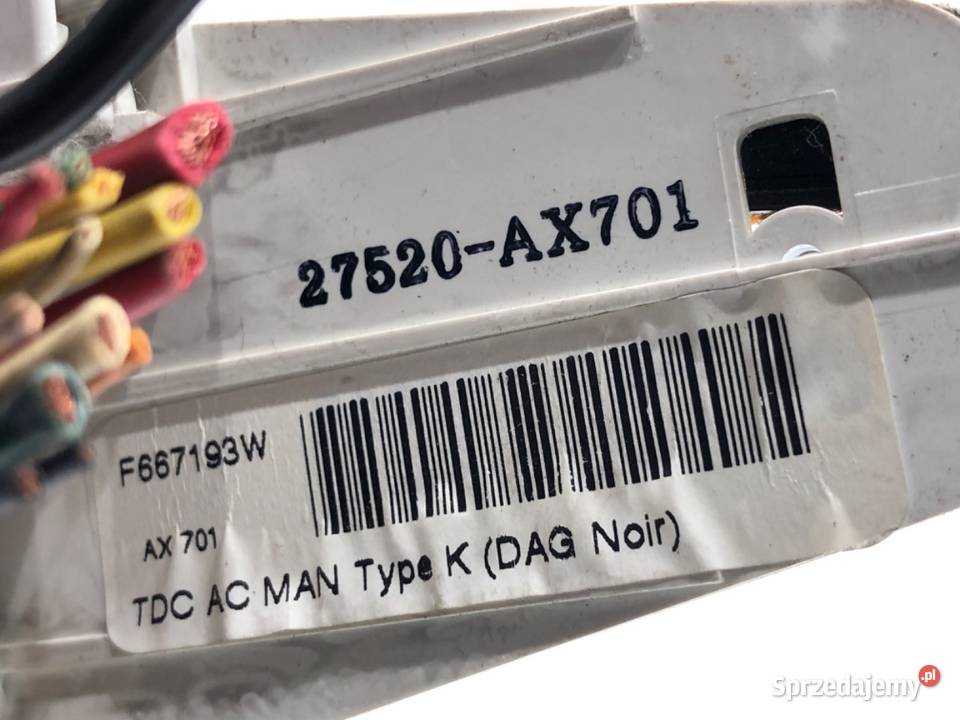 27520-AX701
F667193W
AX 701
TDC AC MAN Type K (DAG Noir)
Sprzedajemy.pl